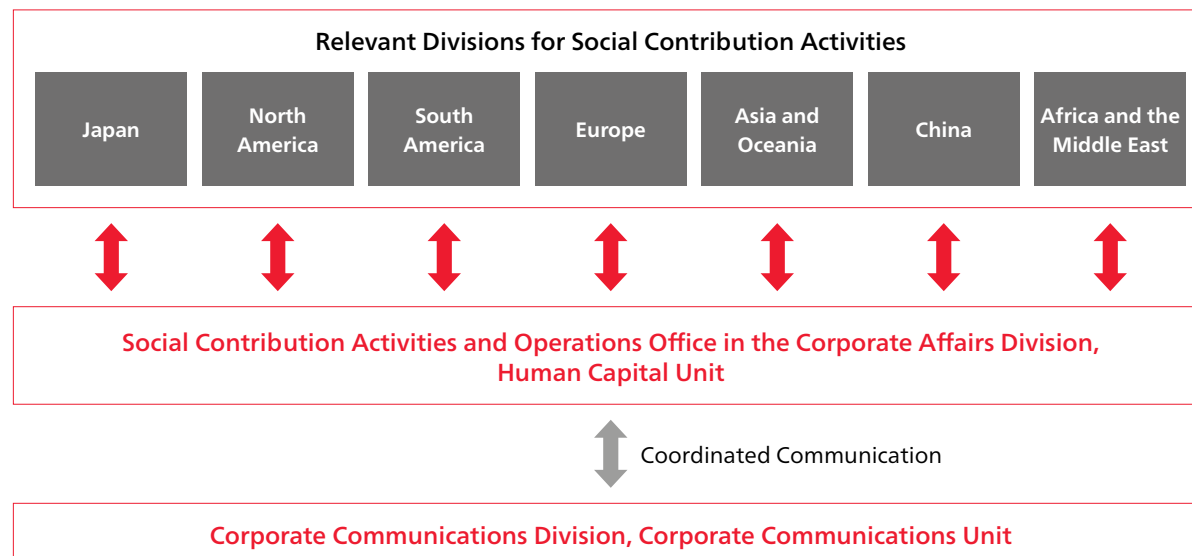 Relevant Divisions for Social Contribution Activities
Japan
North
America
South
America
Europe
Asia and
Oceania
China
Africa and the
Middle East
Social Contribution Activities and Operations Office in the Corporate Affairs Division,
Human Capital Unit
Coordinated Communication
Corporate Communications Division, Corporate Communications Unit